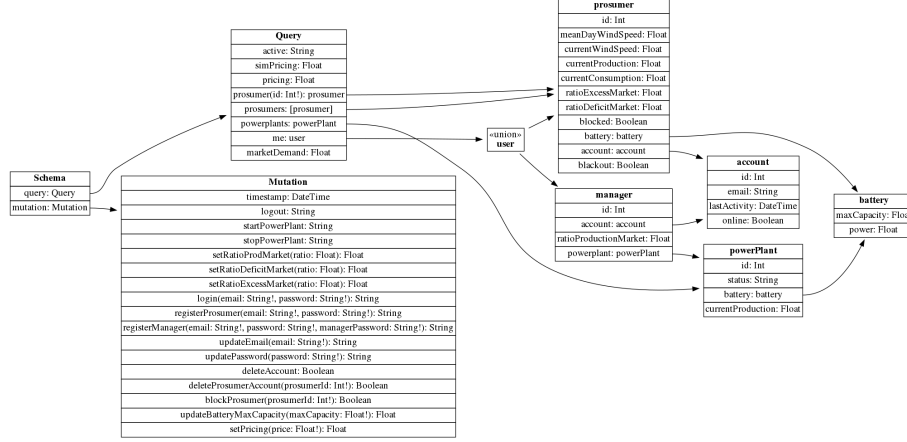 Schema
query: Query
mutation: Mutation
Query
active: String
simPricing: Float
pricing: Float
prosumer(id: Int!): prosumer
prosumers: [prosumer]
powerplants: powerPlant
me: user
marketDemand: Float
Mutation
timestamp: DateTime
logout: String
startPowerPlant: String
stopPowerPlant: String
setRatioProdMarket(ratio: Float): Float
setRatioDeficitMarket(ratio: Float): Float
setRatioExcessMarket(ratio: Float): Float
login(email: String!, password: String!): String
registerProsumer(email: String!, password: String!): String
registerManager(email: String!, password: String!, managerPassword: String!): String
updateEmail(email: String!): String
updatePassword(password: String!): String
deleteAccount: Boolean
deleteProsumerAccount(prosumerId: Int!): Boolean
blockProsumer(prosumerId: Int!): Boolean
updateBatteryMaxCapacity(maxCapacity: Float!): Float
setPricing(price: Float!): Float
«union»
user
prosumer
id: Int
meanDayWindSpeed: Float
currentWindSpeed: Float
currentProduction: Float
currentConsumption: Float
ratioExcessMarket: Float
ratioDeficitMarket: Float
blocked: Boolean
battery: battery
account: account
blackout: Boolean
manager
id: Int
account: account
ratioProductionMarket: Float
powerplant: powerPlant
account
id: Int
email: String
lastActivity: DateTime
online: Boolean
powerPlant
id: Int
status: String
battery: battery
currentProduction: Float
battery
maxCapacity: Float
power: Float